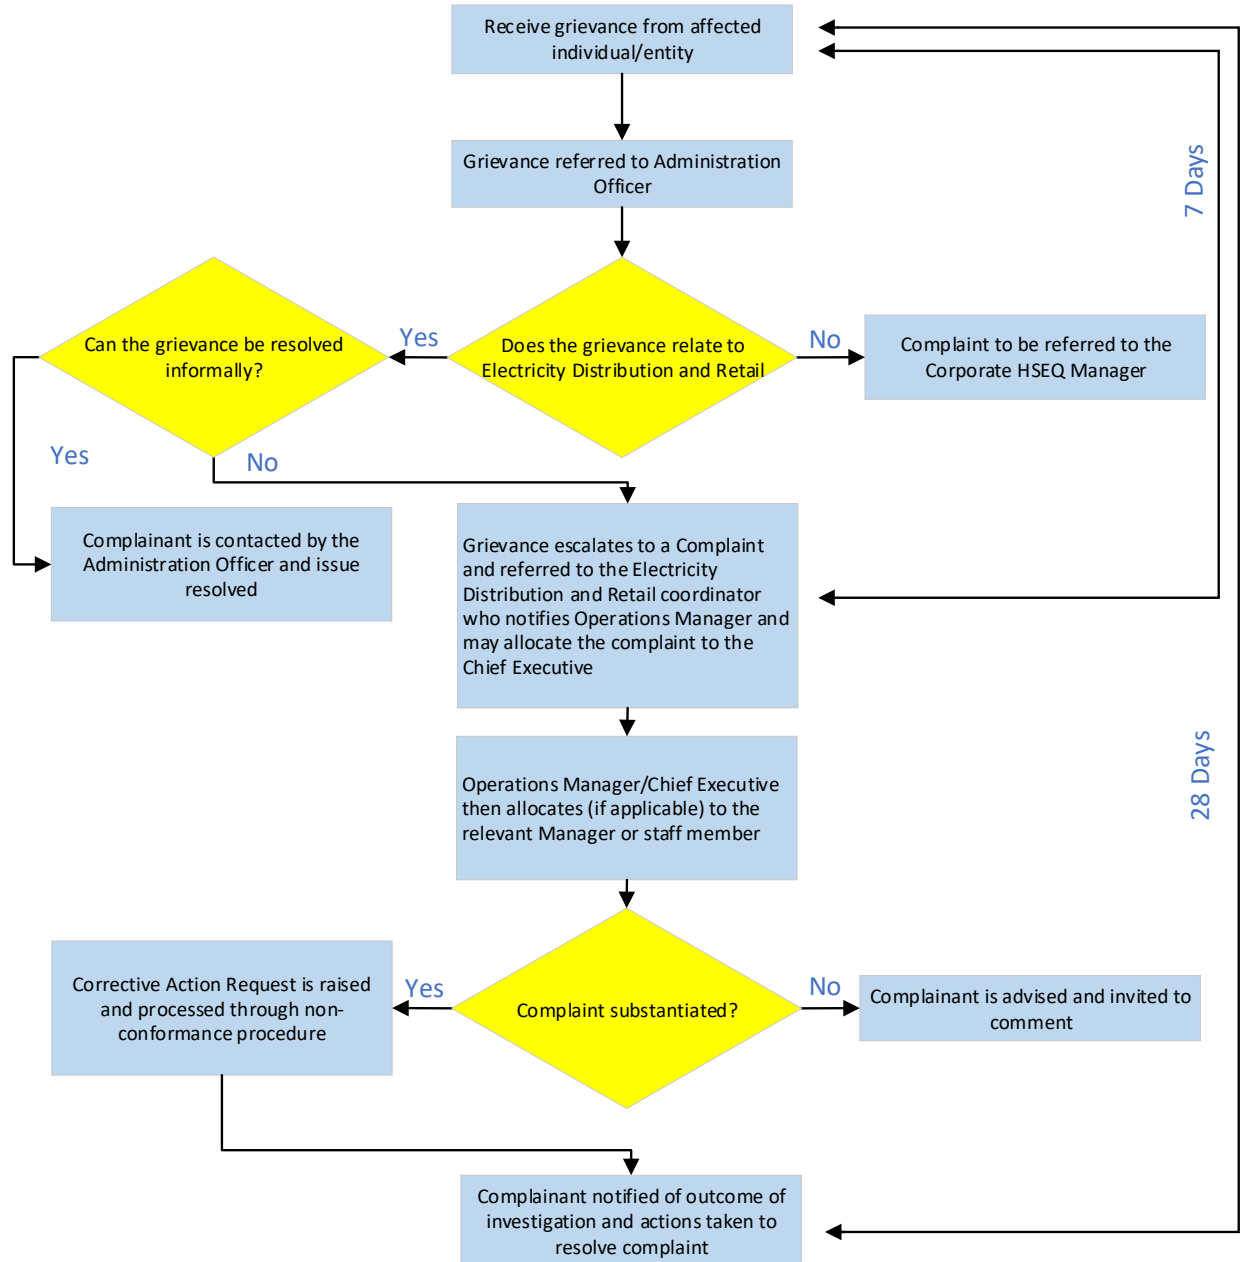 Receive grievance from affected
individual/entity
Grievance referred to Administration
Officer
7 Days
Can the grievance be resolved
informally?
Yes
Does the grievance relate to
Electricity Distribution and Retail
No
Complaint to be referred to the
Corporate HSEQ Manager
Yes
No
Complainant is contacted by the
Administration Officer and issue
resolved
Grievance escalates to a Complaint
and referred to the Electricity
Distribution and Retail coordinator
who notifies Operations Manager and
may allocate the complaint to the
Chief Executive
28 Days
Operations Manager/Chief Executive
then allocates (if applicable) to the
relevant Manager or staff member
Corrective Action Request is raised
and processed through non-
conformance procedure
Yes
Complaint substantiated?
No
Complainant is advised and invited to
comment
Complainant notified of outcome of
investigation and actions taken to
resolve complaint